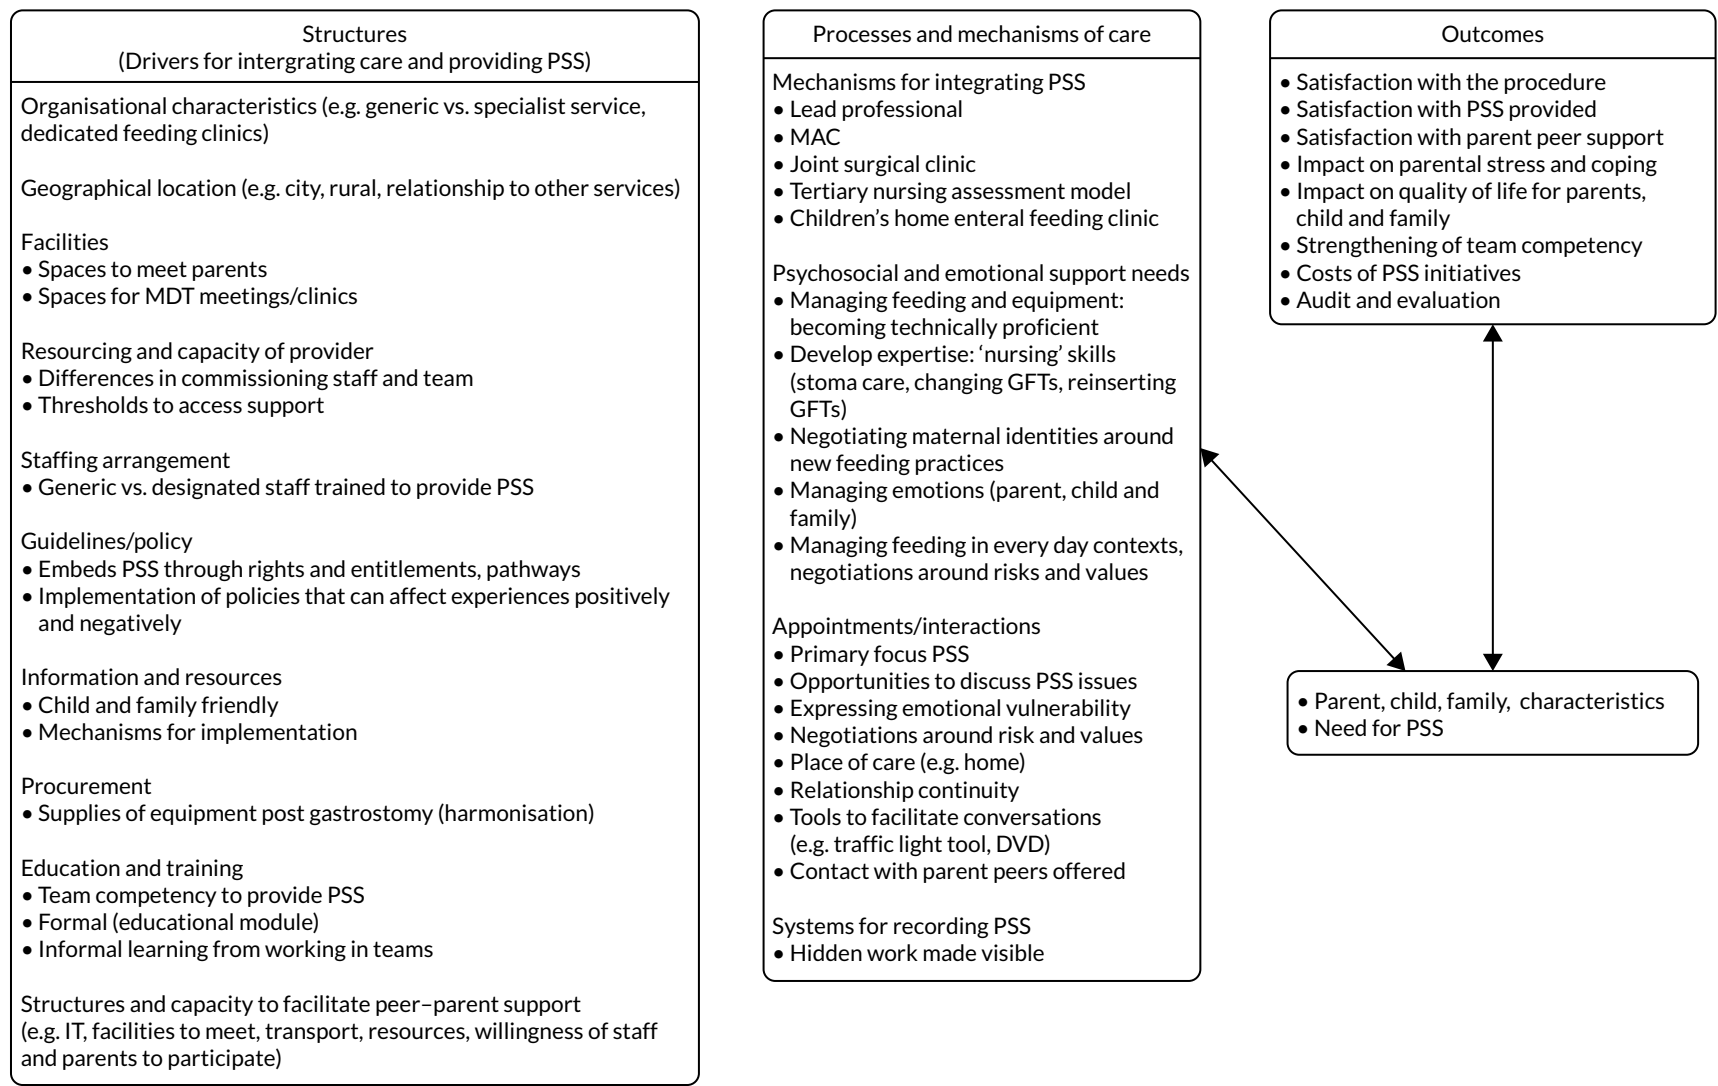 Structures
(Drivers for intergrating care and providing PSS)
Organisational characteristics (e.g. generic vs. specialist service,
dedicated feeding clinics)
Geographical location (e.g. city, rural, relationship to other services)
Facilities
• Spaces to meet parents
• Spaces for MDT meetings/clinics
Resourcing and capacity of provider
• Differences in commissioning staff and team
• Thresholds to access support
Staffing arrangement
• Generic vs. designated staff trained to provide PSS
Guidelines/policy
• Embeds PSS through rights and entitlements, pathways
• Implementation of policies that can affect experiences positively
and negatively
Information and resources
• Child and family friendly
• Mechanisms for implementation
Procurement
• Supplies of equipment post gastrostomy (harmonisation)
Education and training
• Team competency to provide PSS
• Formal (educational module)
• Informal learning from working in teams
Structures and capacity to facilitate peer–parent support
(e.g. IT, facilities to meet, transport, resources, willingness of staff
and parents to participate)
Processes and mechanisms of care
Mechanisms for integrating PSS
• Lead professional
• MAC
• Joint surgical clinic
• Tertiary nursing assessment model
• Children’s home enteral feeding clinic
Psychosocial and emotional support needs
• Managing feeding and equipment:
becoming technically proficient
• Develop expertise: ‘nursing’ skills
(stoma care, changing GFTs, reinserting
GFTs)
• Negotiating maternal identities around
new feeding practices
• Managing emotions (parent, child and
family)
• Managing feeding in every day contexts,
negotiations around risks and values
Appointments/interactions
• Primary focus PSS
• Opportunities to discuss PSS issues
• Expressing emotional vulnerability
• Negotiations around risk and values
• Place of care (e.g. home)
• Relationship continuity
• Tools to facilitate conversations
(e.g. traffic light tool, DVD)
• Contact with parent peers offered
Systems for recording PSS
• Hidden work made visible
Outcomes
• Satisfaction with the procedure
• Satisfaction with PSS provided
• Satisfaction with parent peer support
• Impact on parental stress and coping
• Impact on quality of life for parents,
child and family
• Strengthening of team competency
• Costs of PSS initiatives
• Audit and evaluation
• Parent, child, family, characteristics
• Need for PSS